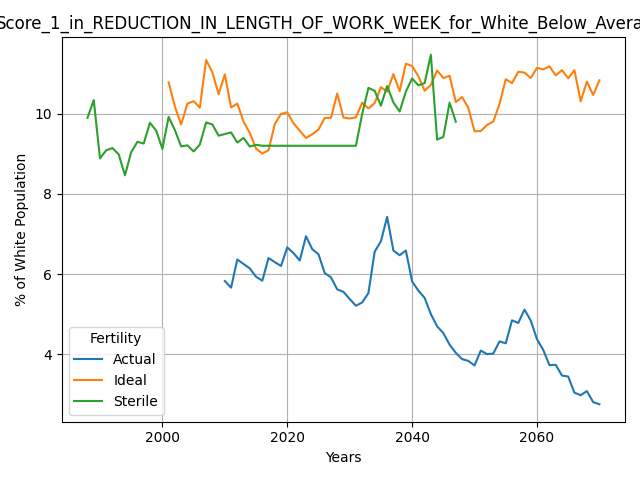 Score_1_in_REDUCTION_IN_LENGTH_OF_WORK_WEEK_for_White_Below_Avera
% of White Population
10
8
6
4
Fertility
Actual
Ideal
Sterile
2000 2020 2040 2060
Years